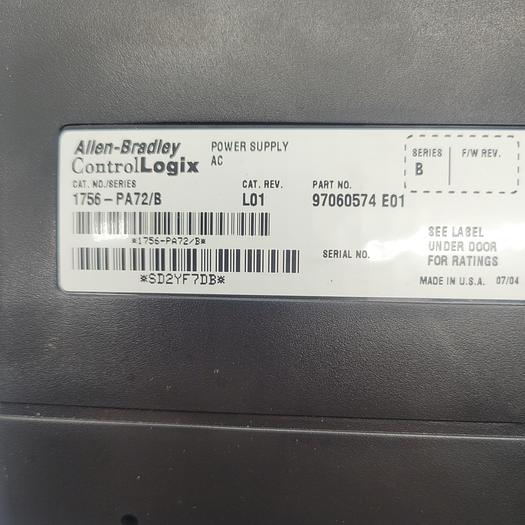 Allen-Bradley POWER SUPPLY SERIES F/W REV.
ControlLogix AC B
CAT. NO./SERIES CAT. REV. PART NO.
1756-PA72/B L01 97060574 E01
*1756-PA72/B*
SERIAL NO.
SEE LABEL
UNDER DOOR
FOR RATINGS
*SD2YF7DB*
MADE IN U.S.A. 07/04